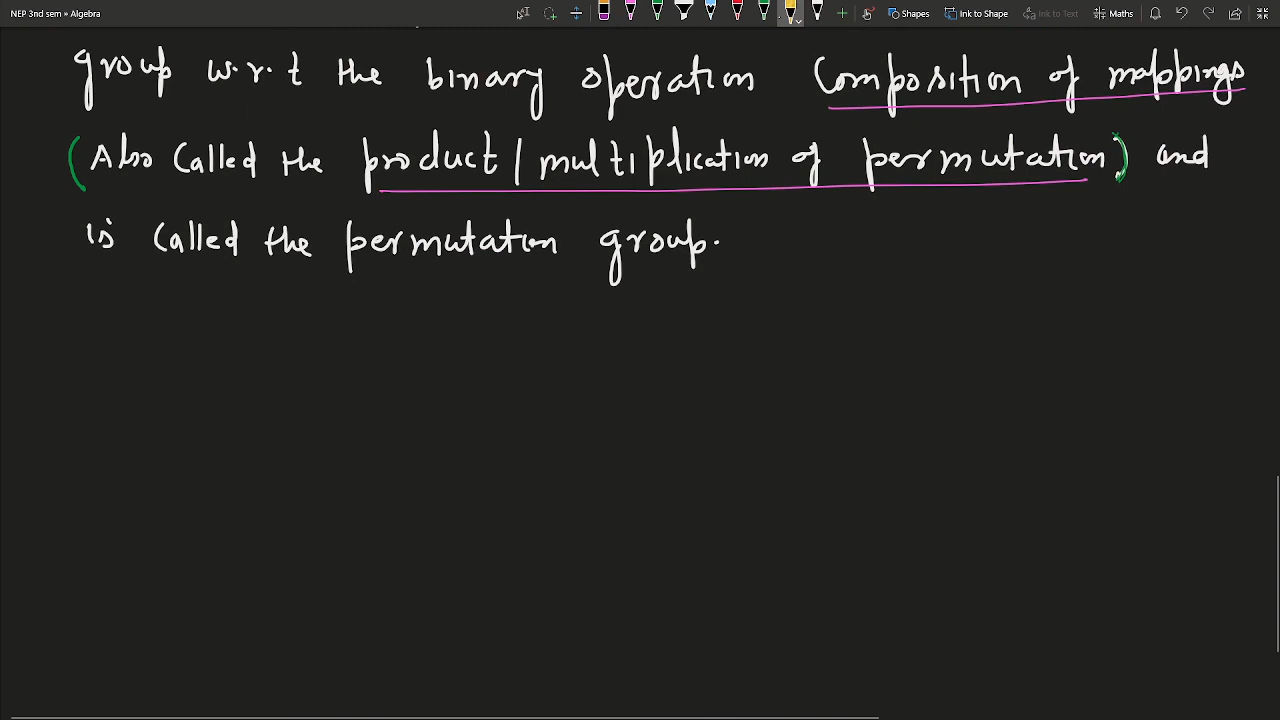 NEP 3nd sem » Algebra
Shapes Ink to Shape Ink to Text Maths
group w.r.t the binary operation Composition of mappings
(Also Called the product/multiplication of permutation) and
is Called the permutation group.